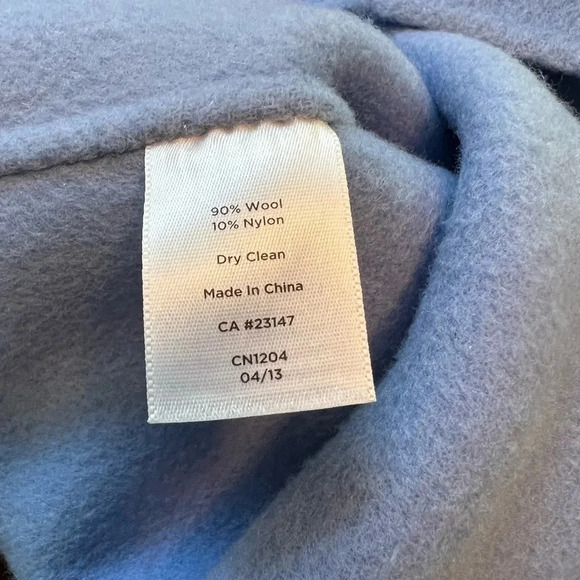 90% Wool
10% Nylon
Dry Clean
Made In China
CA #23147
CN1204
04/13